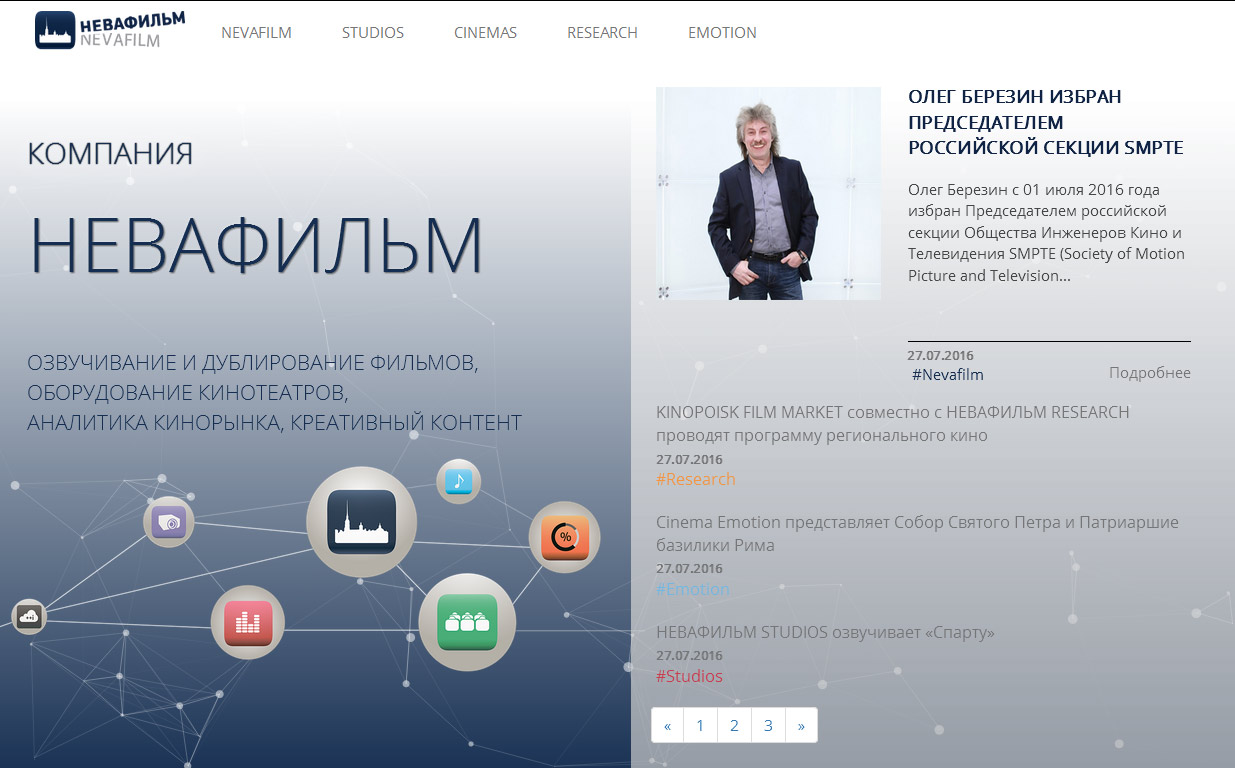 НЕВАФИЛЬМ
NEVAFILM
NEVAFILM STUDIOS CINEMAS RESEARCH EMOTION
КОМПАНИЯ
НЕВАФИЛЬМ
ОЗВУЧИВАНИЕ И ДУБЛИРОВАНИЕ ФИЛЬМОВ,
ОБОРУДОВАНИЕ КИНОТЕАТРОВ,
АНАЛИТИКА КИНОРЫНКА, КРЕАТИВНЫЙ КОНТЕНТ
%
ОЛЕГ БЕРЕЗИН ИЗБРАН
ПРЕДСЕДАТЕЛЕМ
РОССИЙСКОЙ СЕКЦИИ SMPTE
Олег Березин с 01 июля 2016 года
избран Председателем российской
секции Общества Инженеров Кино и
Телевидения SMPTE (Society of Motion
Picture and Television...
27.07.2016
#Nevafilm Подробнее
KINOPOISK FILM MARKET совместно с НЕВАФИЛЬМ RESEARCH
проводят программу регионального кино
27.07.2016
#Research
Cinema Emotion представляет Собор Святого Петра и Патриаршие
базилики Рима
27.07.2016
#Emotion
НЕВАФИЛЬМ STUDIOS озвучивает «Спарту»
27.07.2016
#Studios
« 1 2 3 »